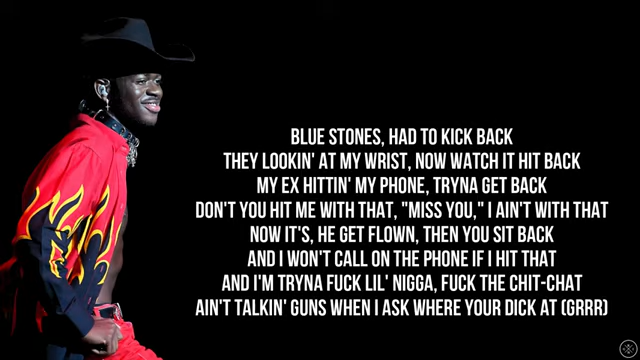 BLUE STONES, HAD TO KICK BACK
THEY LOOKIN' AT MY WRIST, NOW WATCH IT HIT BACK
MY EX HITTIN' MY PHONE, TRYNA GET BACK
DON'T YOU HIT ME WITH THAT, "MISS YOU," I AIN'T WITH THAT
NOW IT'S, HE GET FLOWN, THEN YOU SIT BACK
AND I WON'T CALL ON THE PHONE IF I HIT THAT
AND I'M TRYNA FUCK LIL' NIGGA, FUCK THE CHIT-CHAT
AIN'T TALKIN' GUNS WHEN I ASK WHERE YOUR DICK AT (GRRR)